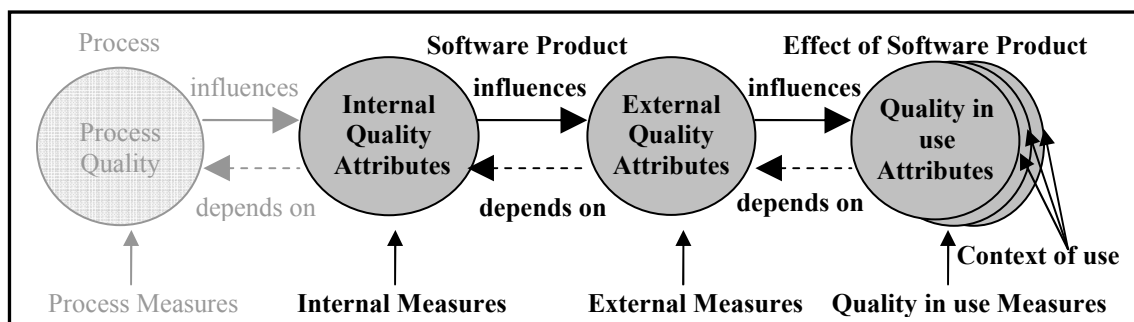 Process
Software Product
Effect of Software Product
influences
influences
influences
Process
Quality
Internal
Quality
Attributes
External
Quality
Attributes
Quality in
use
Attributes
depends on
depends on
depends on
Context of use
Process Measures
Internal Measures
External Measures
Quality in use Measures